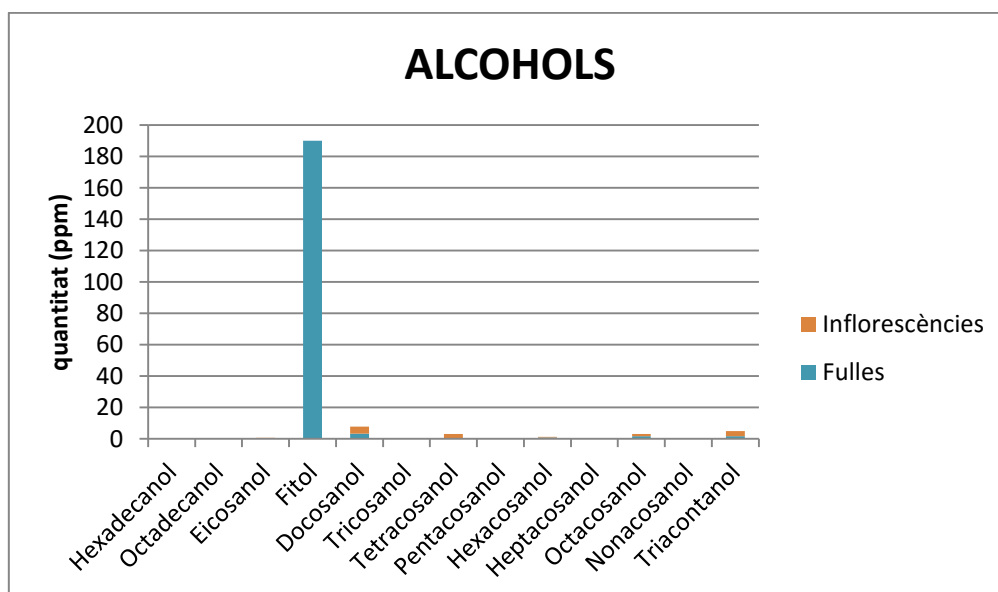 ALCOHOLS
quantitat (ppm)
200
180
160
140
120
100
80
60
40
20
0
Hexadecanol
Octadecanol
Eicosanol
Fitol
Docosanol
Tricosanol
Tetracosanol
Pentacosanol
Hexacosanol
Heptacosanol
Octacosanol
Nonacosanol
Triacontanol
Inflorescències
Fulles